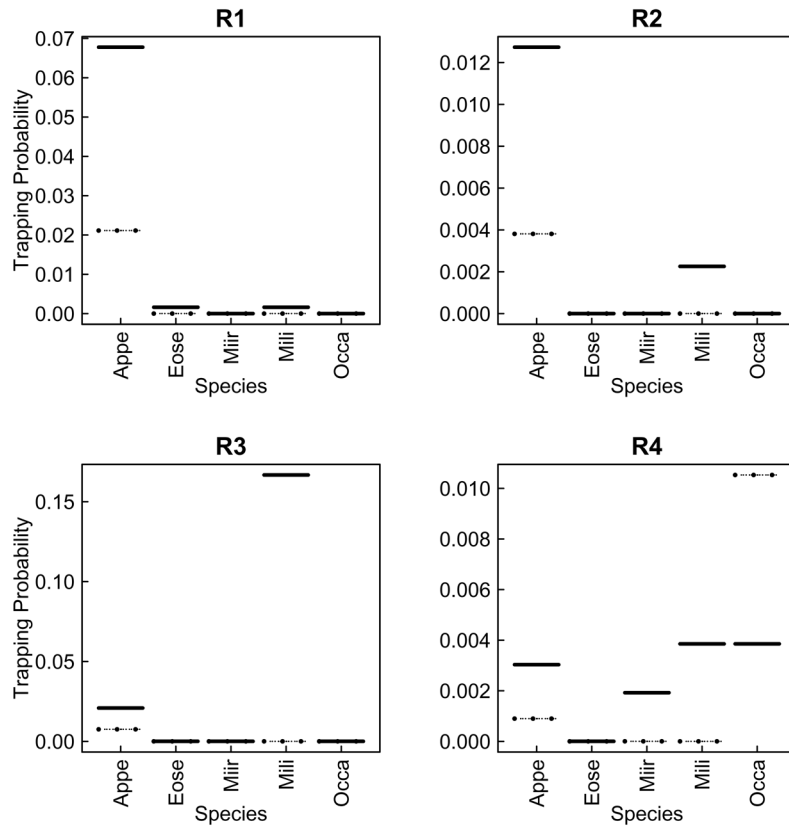 R1
Trapping Probability
0.07
0.06
0.05
0.04
0.03
0.02
0.01
0.00
Appe
Eose
Miir
Mili
Occa
Species
R2
0.012
0.010
0.008
0.006
0.004
0.002
0.000
Appe
Eose
Miir
Mili
Occa
Species
R3
Trapping Probability
0.15
0.10
0.05
0.00
Appe
Eose
Miir
Mili
Occa
Species
R4
0.010
0.008
0.006
0.004
0.002
0.000
Appe
Eose
Miir
Mili
Occa
Species